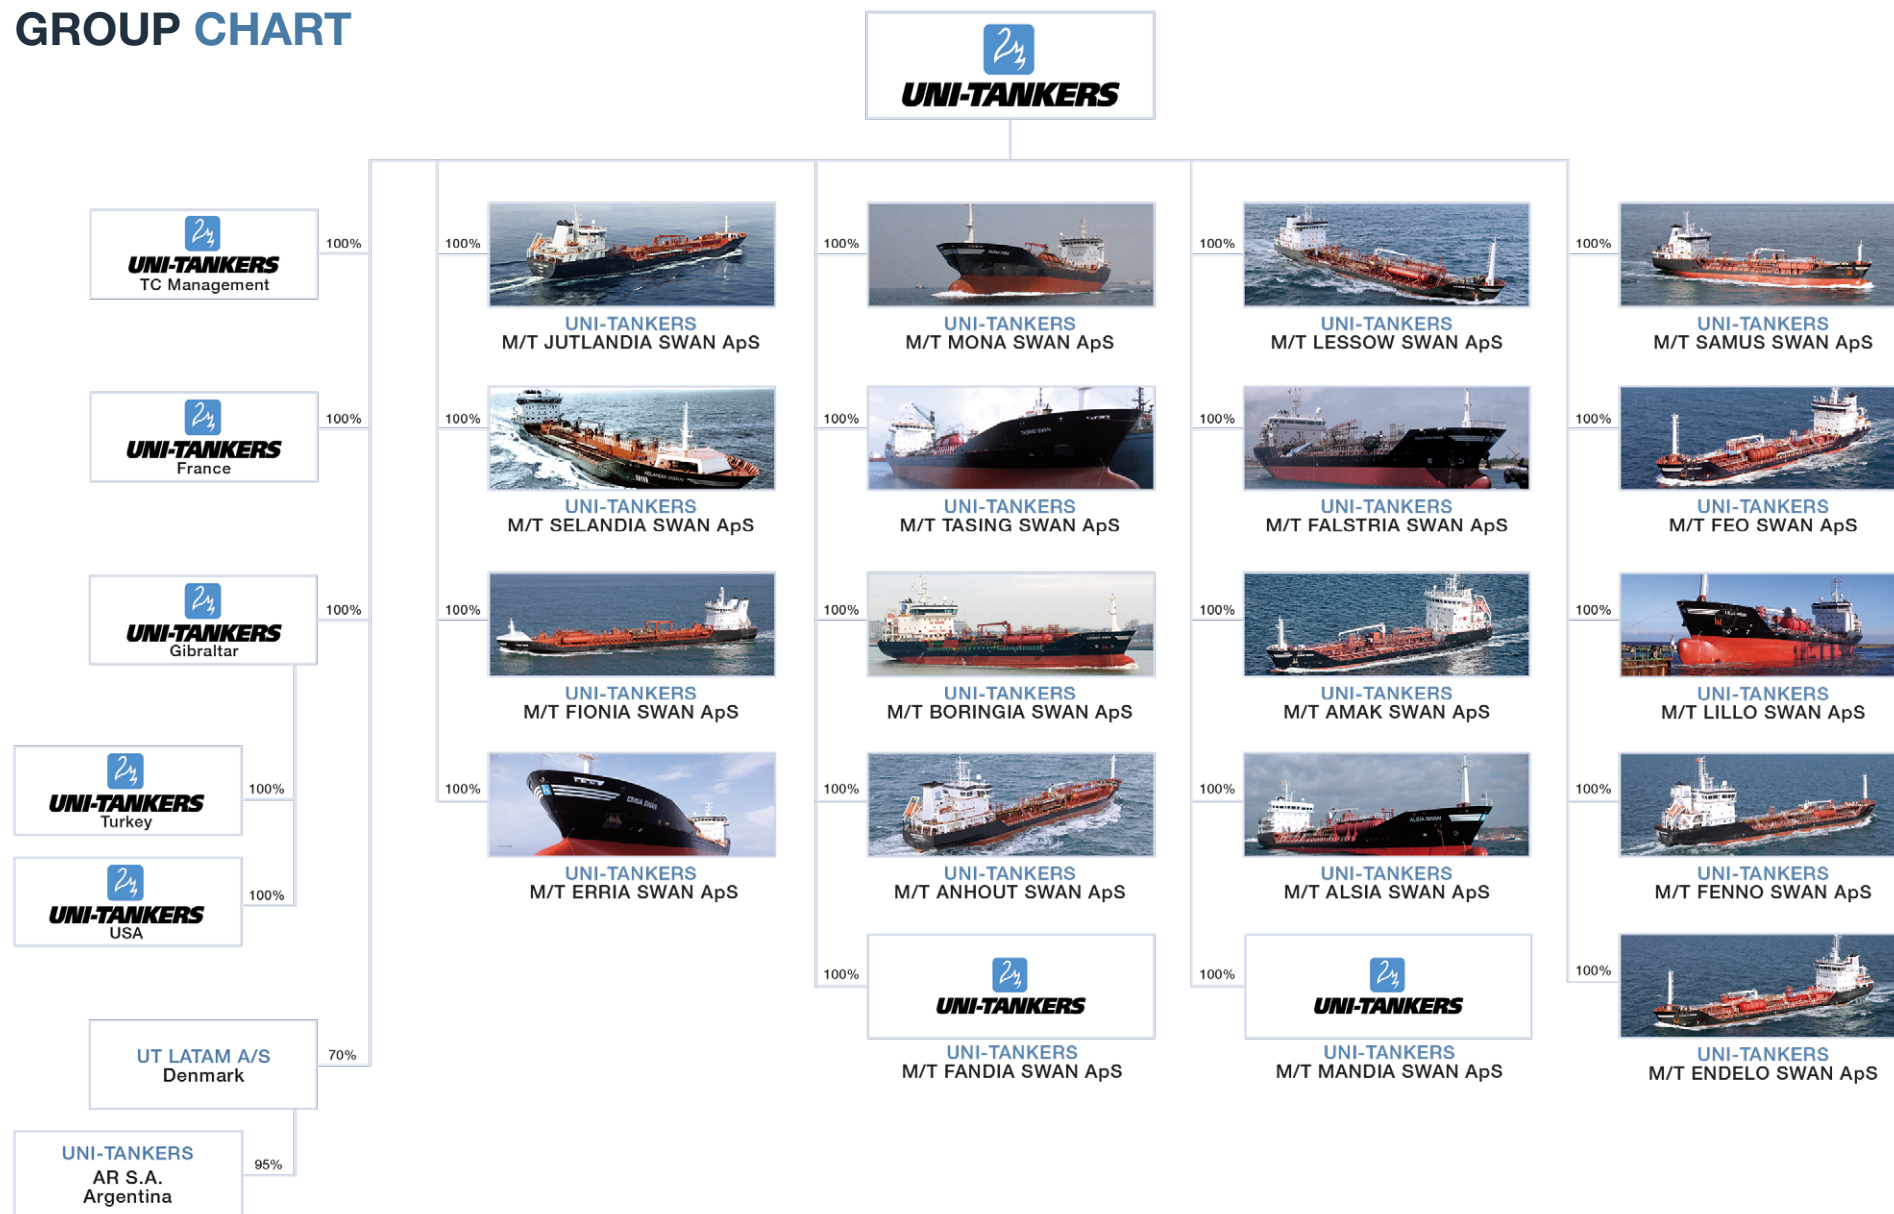 GROUP CHART
UNI-TANKERS
UNI-TANKERS
TC Management
100%
UNI-TANKERS
France
100%
UNI-TANKERS
Gibraltar
100%
UNI-TANKERS
Turkey
100%
UNI-TANKERS
USA
100%
UT LATAM A/S
Denmark
70%
UNI-TANKERS
AR S.A.
Argentina
95%
100%
UNI-TANKERS
M/T JUTLANDIA SWAN ApS
100%
SELANDIA SWAN
UNI-TANKERS
M/T SELANDIA SWAN ApS
100%
UNI-TANKERS
M/T FIONIA SWAN ApS
100%
UNI-TANKERS
M/T ERRIA SWAN ApS
100%
UNI-TANKERS
M/T MONA SWAN ApS
100%
TASING SWAN
UNI-TANKERS
M/T TASING SWAN ApS
100%
UNI-TANKERS
M/T BORINGIA SWAN ApS
100%
UNI-TANKERS
M/T ANHOUT SWAN ApS
100%
UNI-TANKERS
UNI-TANKERS
M/T FANDIA SWAN ApS
100%
UNI-TANKERS
M/T LESSOW SWAN ApS
100%
UNI-TANKERS
M/T FALSTRIA SWAN ApS
100%
UNI-TANKERS
M/T AMAK SWAN ApS
100%
ALSIA SWAN
UNI-TANKERS
M/T ALSIA SWAN ApS
100%
UNI-TANKERS
UNI-TANKERS
M/T MANDIA SWAN ApS
100%
UNI-TANKERS
M/T SAMUS SWAN ApS
100%
UNI-TANKERS
M/T FEO SWAN ApS
100%
UNI-TANKERS
M/T LILLO SWAN ApS
100%
UNI-TANKERS
M/T FENNO SWAN ApS
100%
UNI-TANKERS
M/T ENDELO SWAN ApS